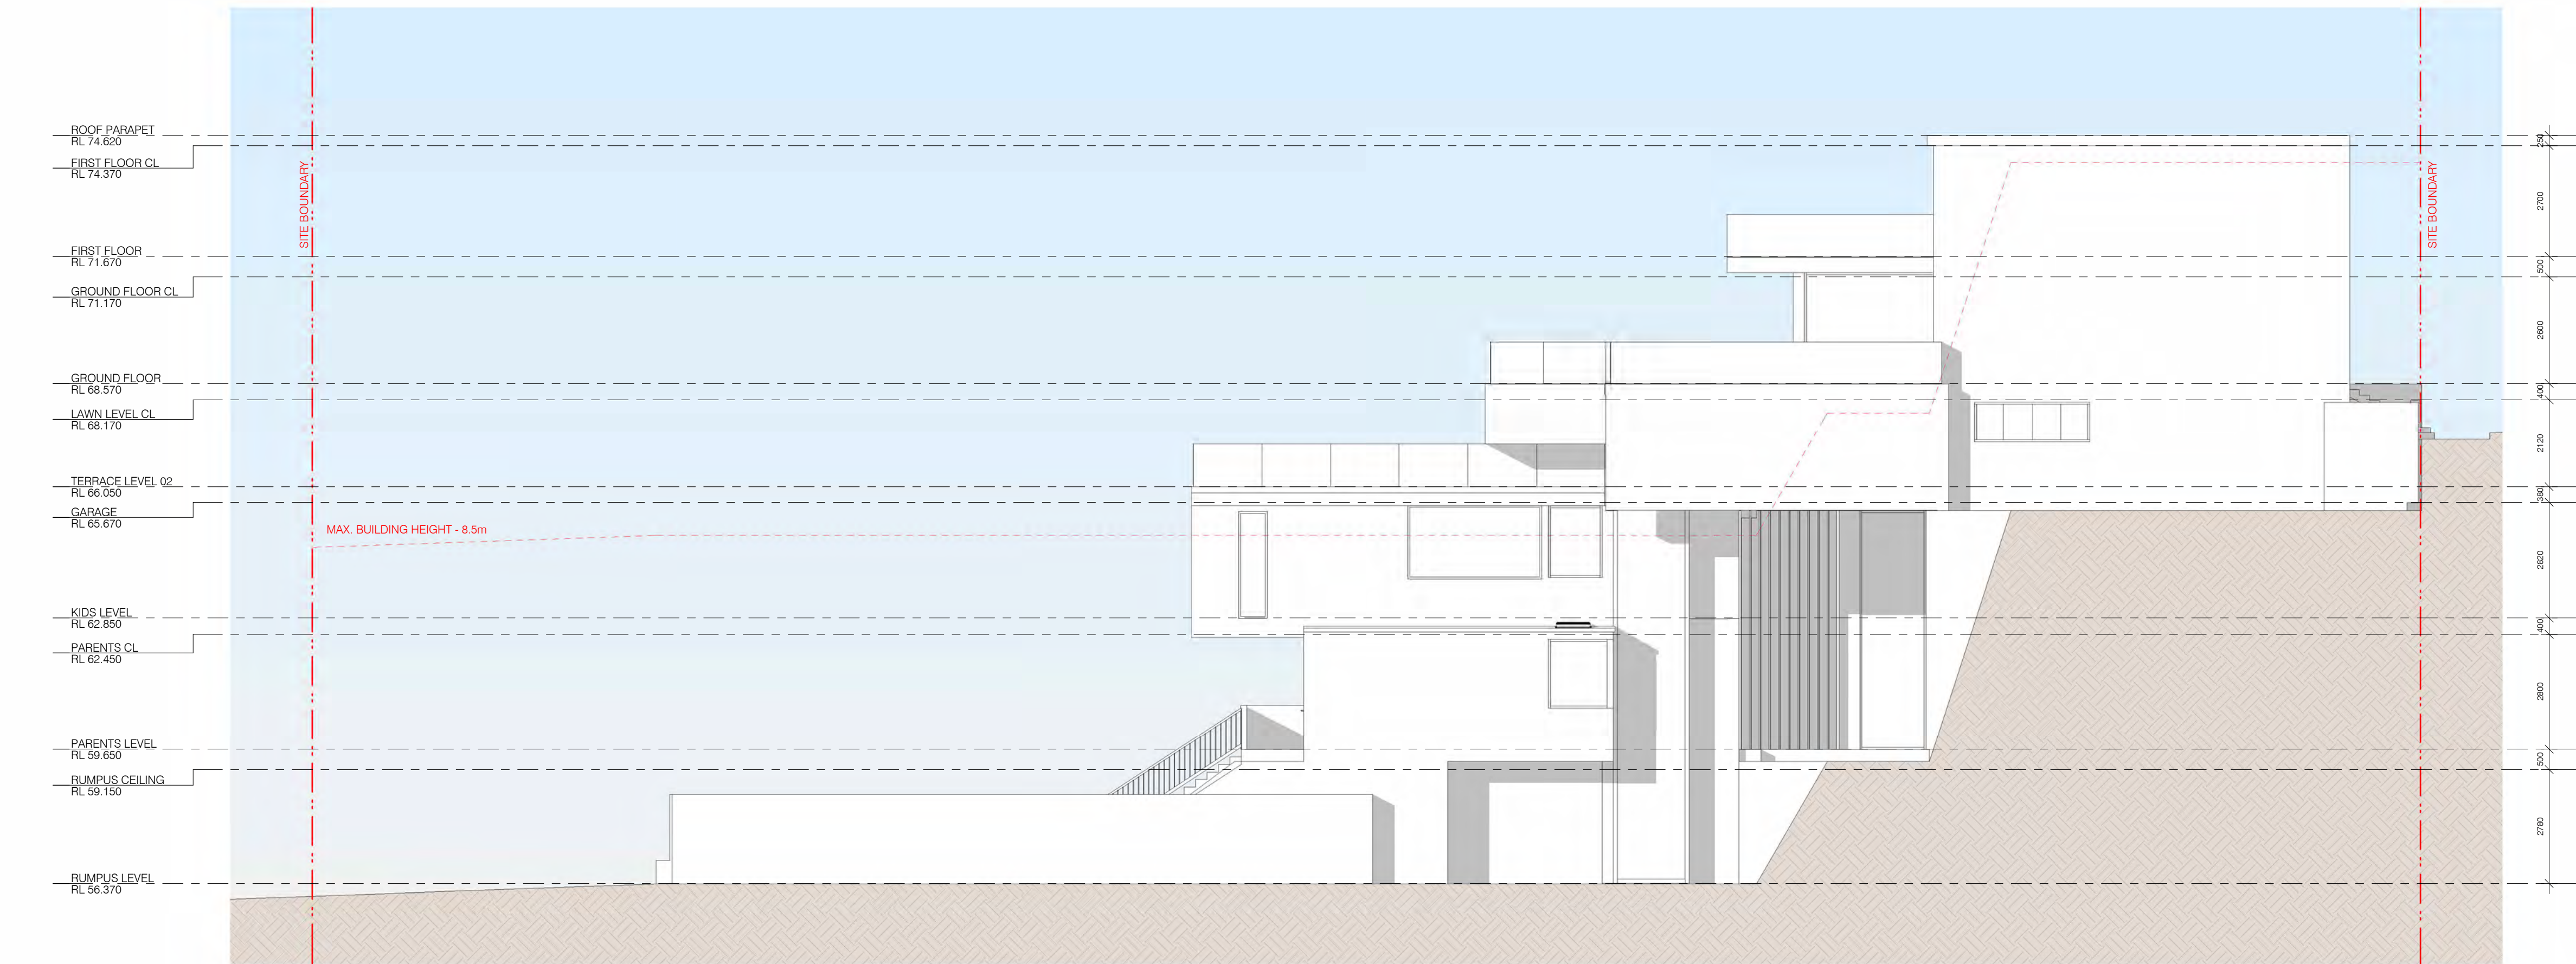 ROOF PARAPET
RL 74.620
FIRST FLOOR CL
RL 74.370
FIRST FLOOR
RL 71.670
GROUND FLOOR CL
RL 71.170
GROUND FLOOR
RL 68.570
LAWN LEVEL CL
RL 68.170
TERRACE LEVEL 02
RL 66.050
GARAGE
RL 65.670
KIDS LEVEL
RL 62.850
PARENTS CL
RL 62.450
PARENTS LEVEL
RL 59.650
RUMPUS CEILING
RL 59.150
RUMPUS LEVEL
RL 56.370
SITE BOUNDARY
MAX. BUILDING HEIGHT - 8.5m
SITE BOUNDARY
250
2700
500
2600
400
2120
380
2820
400
2800
500
2780